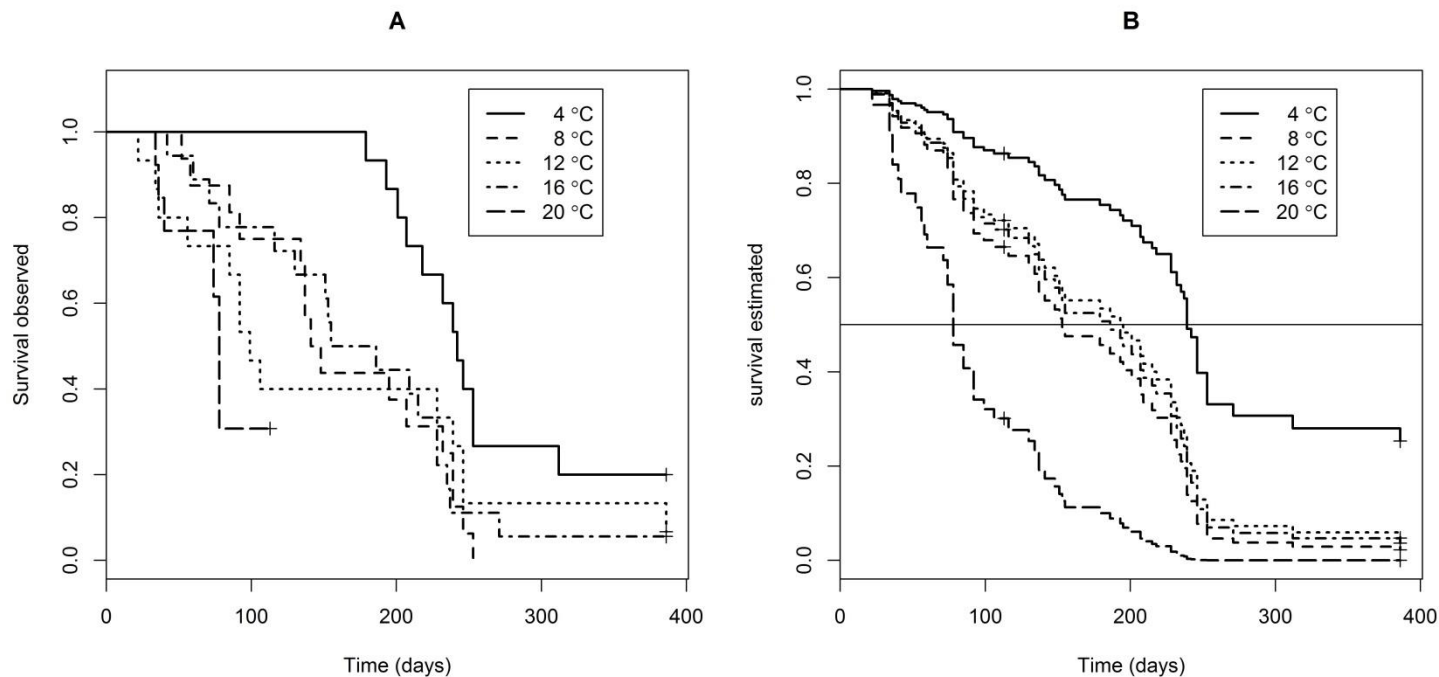 A
Survival observed
1.0
0.8
0.6
0.4
0.2
0.0
4 °C
8 °C
12 °C
16 °C
20 °C
0 100 200 300 400
Time (days)
B
survival estimated
1.0
0.8
0.6
0.4
0.2
0.0
4 °C
8 °C
12 °C
16 °C
20 °C
0 100 200 300 400
Time (days)